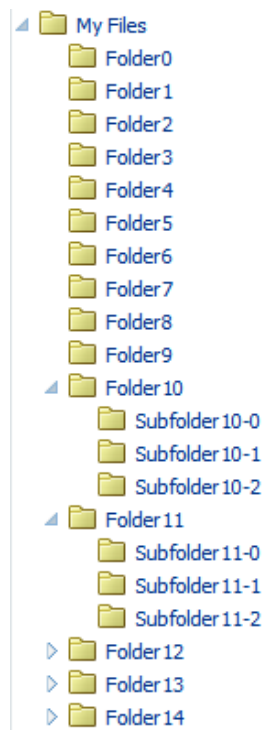 My Files
Folder0
Folder1
Folder2
Folder3
Folder4
Folder5
Folder6
Folder7
Folder8
Folder9
Folder10
Subfolder10-0
Subfolder10-1
Subfolder10-2
Folder11
Subfolder11-0
Subfolder11-1
Subfolder11-2
Folder12
Folder13
Folder14